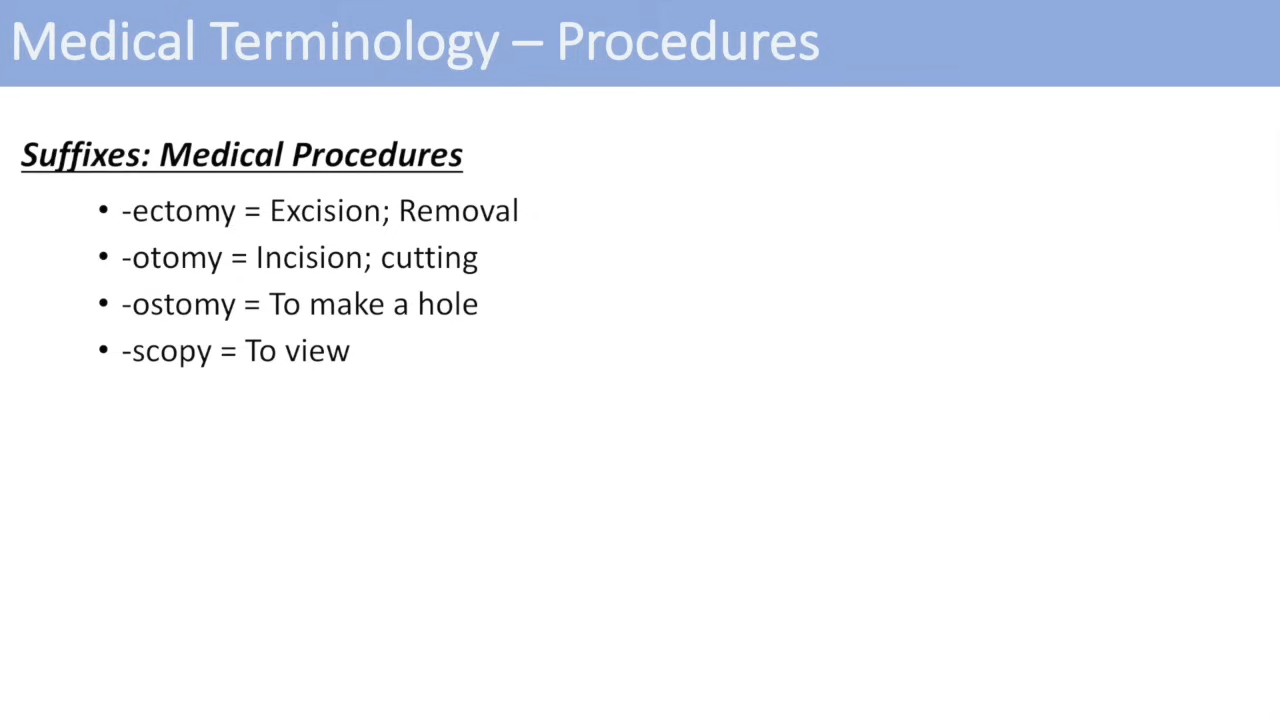 Medical Terminology – Procedures
Suffixes: Medical Procedures
• -ectomy = Excision; Removal
• -otomy = Incision; cutting
• -ostomy = To make a hole
• -scopy = To view